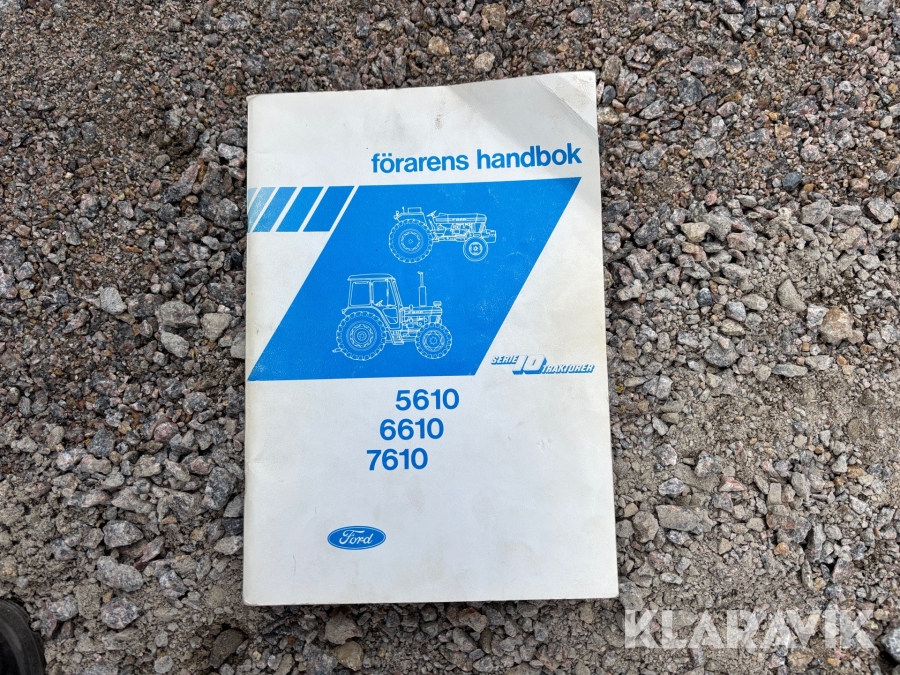 förarens handbok
SERIE 10 TRAKTORER
5610
6610
7610
Ford
KLARAVIK